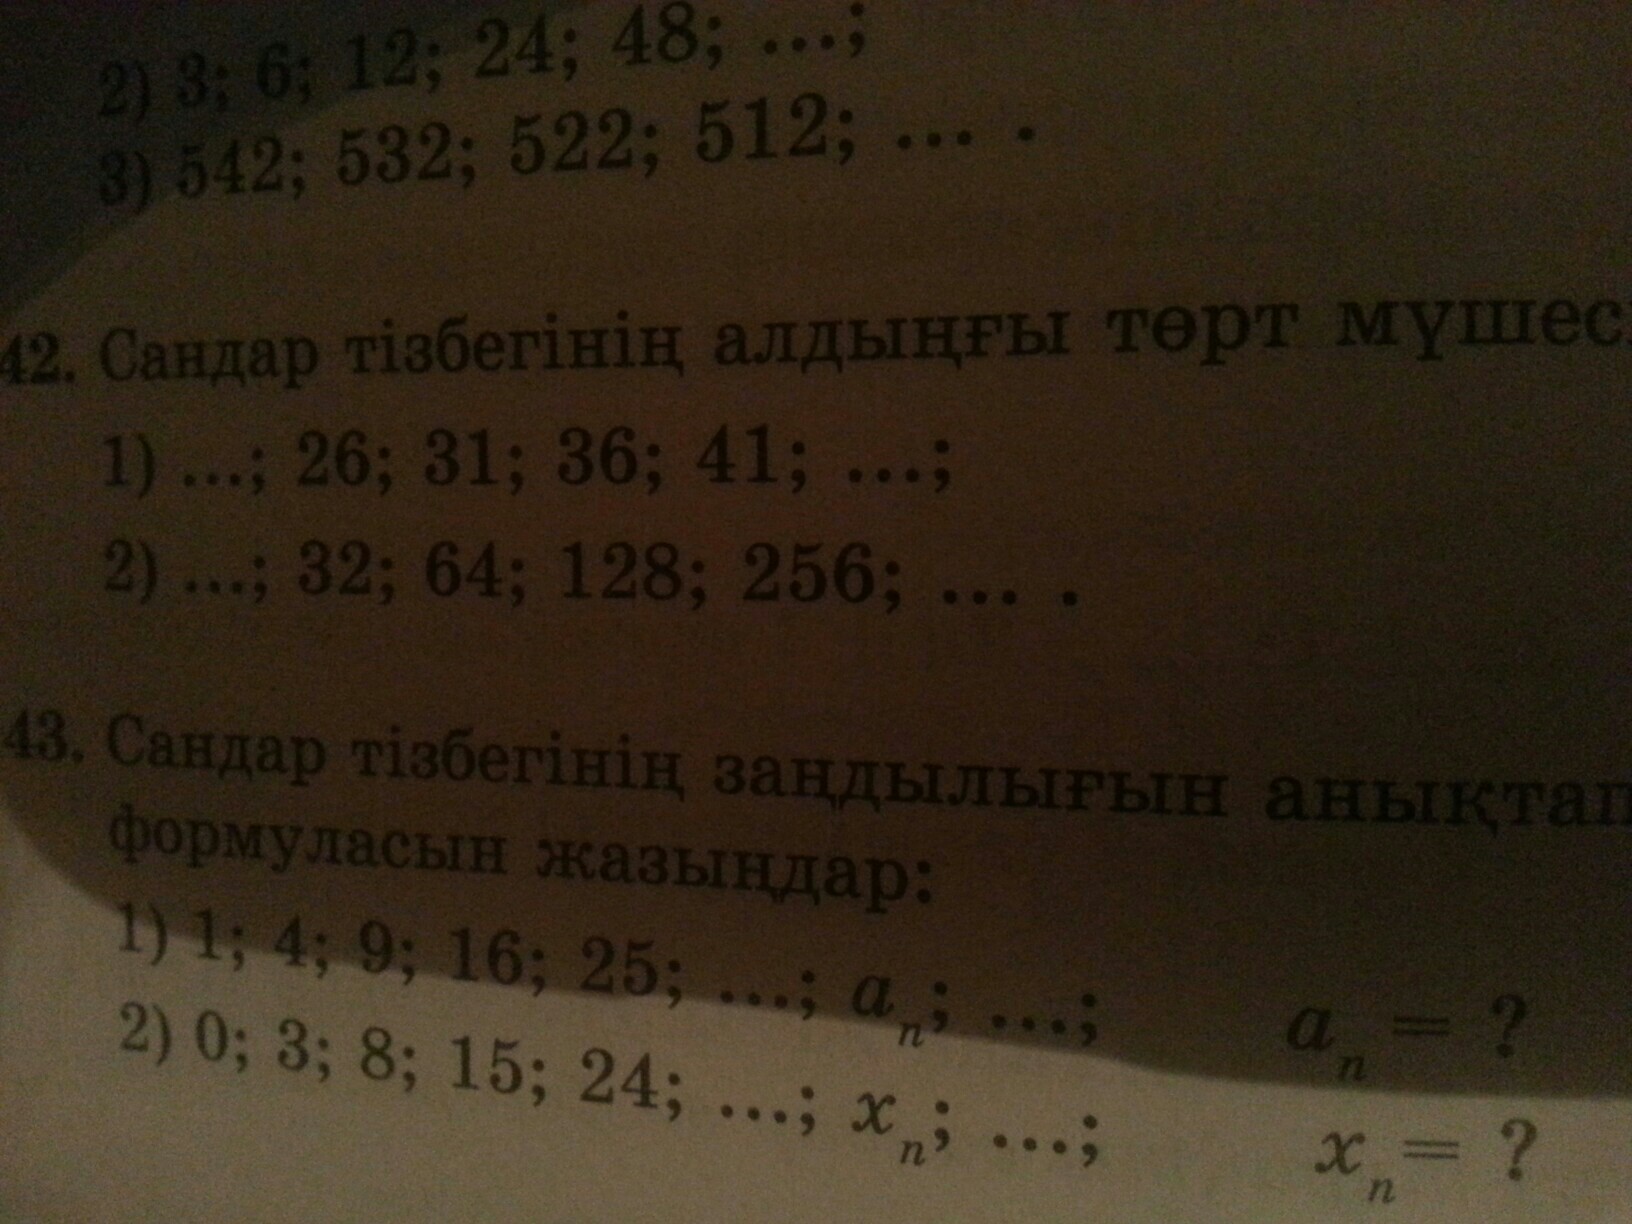 2) 3; 6; 12; 24; 48; ...;
3) 542; 532; 522; 512; ... .
42. Сандар тізбегінің алдыңғы төрт
1) ...; 26; 31; 36; 41; ...;
2) ...; 32; 64; 128; 256; ... .
43. Сандар тізбегінің заңдылығын анықтап
формуласын жазыңдар:
1) 1; 4; 9; 16; 25; ...; aₙ; ...; aₙ = ?
2) 0; 3; 8; 15; 24; ...; xₙ; ...; xₙ = ?